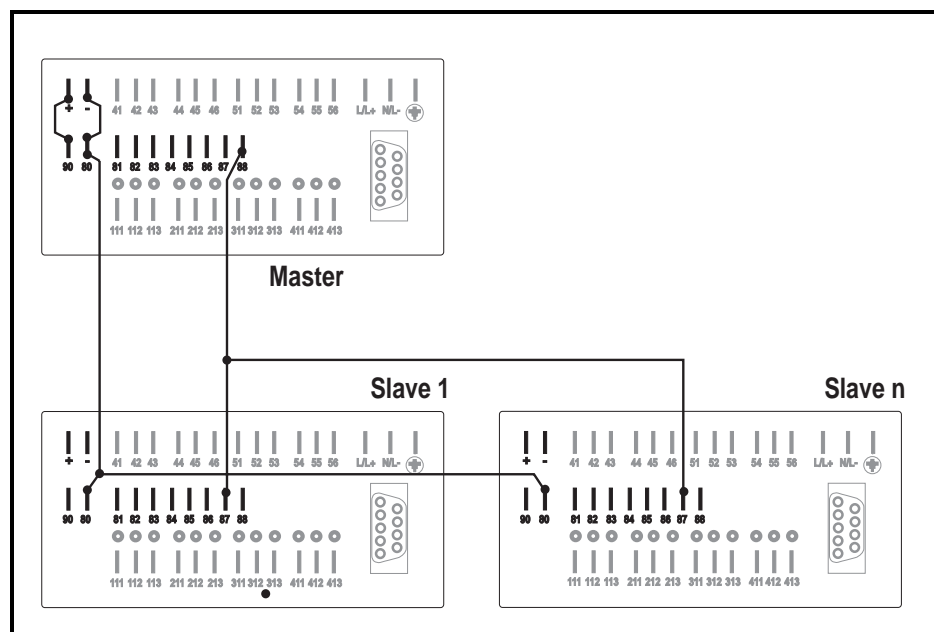 + - 41 42 43 44 45 46 51 52 53 54 55 56 L/L+ N/L-
90 80 81 82 83 84 85 86 87 88
111 112 113 211 212 213 311 312 313 411 412 413
Master
Slave 1
+ - 41 42 43 44 45 46 51 52 53 54 55 56 L/L+ N/L-
90 80 81 82 83 84 85 86 87 88
111 112 113 211 212 213 311 312 313 411 412 413
Slave n
+ - 41 42 43 44 45 46 51 52 53 54 55 56 L/L+ N/L-
90 80 81 82 83 84 85 86 87 88
111 112 113 211 212 213 311 312 313 411 412 413